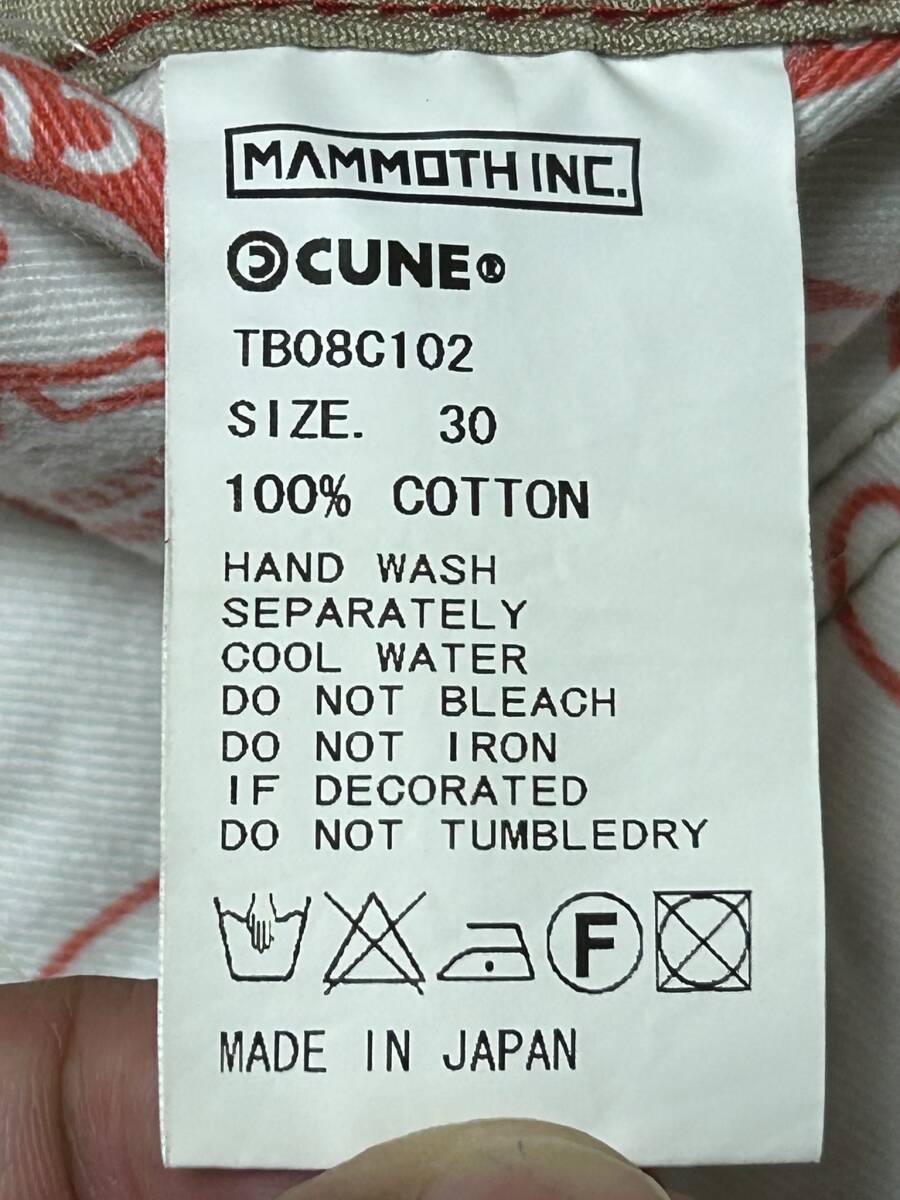 MAMMOTH INC.
CUNE®
TB08C102
SIZE. 30
100% COTTON
HAND WASH
SEPARATELY
COOL WATER
DO NOT BLEACH
DO NOT IRON
IF DECORATED
DO NOT TUMBLEDRY
F
MADE IN JAPAN